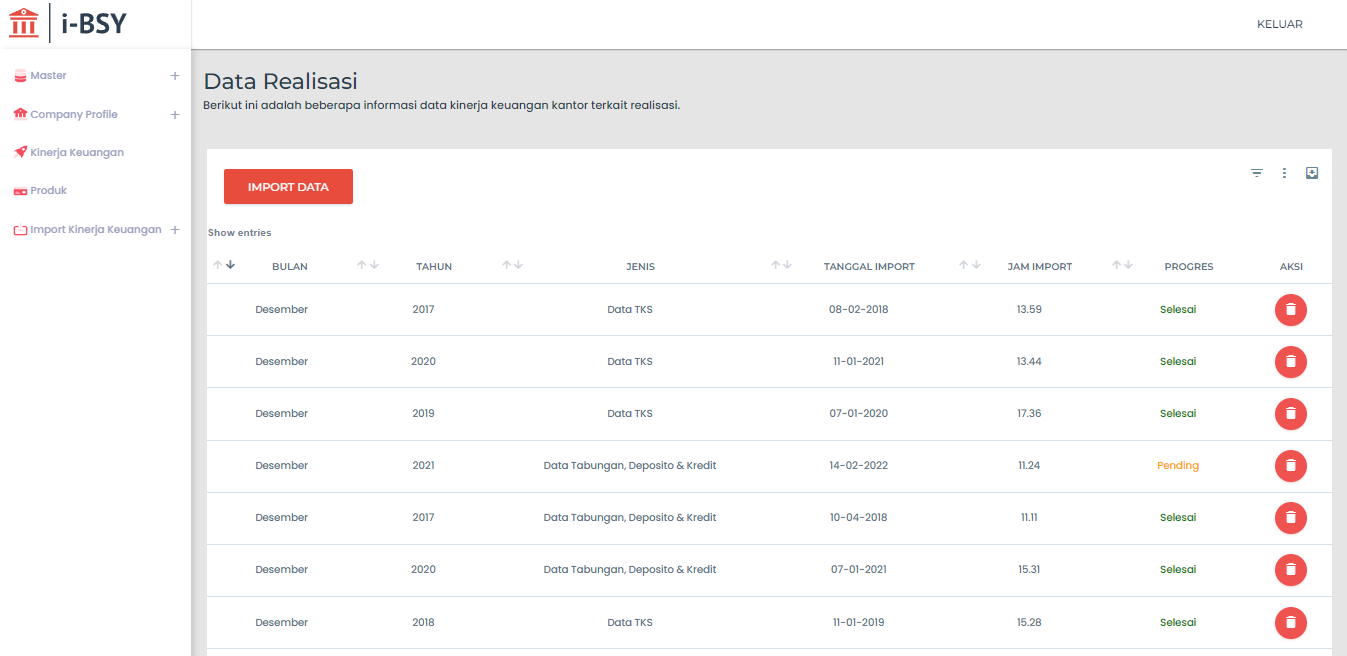 i-BSY
KELUAR
Master
Company Profile
Kinerja Keuangan
Produk
Import Kinerja Keuangan
Data Realisasi
Berikut ini adalah beberapa informasi data kinerja keuangan kantor terkait realisasi.
IMPORT DATA
Show entries
BULAN TAHUN JENIS TANGGAL IMPORT JAM IMPORT PROGRES AKSI
Desember 2017 Data TKS 08-02-2018 13.59 Selesai
Desember 2020 Data TKS 11-01-2021 13.44 Selesai
Desember 2019 Data TKS 07-01-2020 17.36 Selesai
Desember 2021 Data Tabungan, Deposito & Kredit 14-02-2022 11.24 Pending
Desember 2017 Data Tabungan, Deposito & Kredit 10-04-2018 11.11 Selesai
Desember 2020 Data Tabungan, Deposito & Kredit 07-01-2021 15.31 Selesai
Desember 2018 Data TKS 11-01-2019 15.28 Selesai